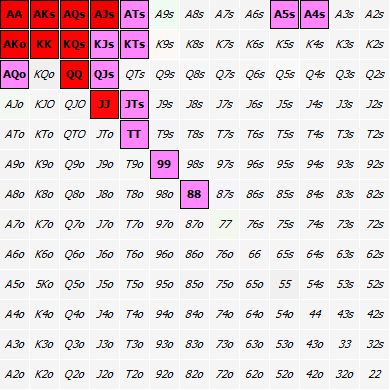 AA AKs AQs AJs ATs A9s A8s A7s A6s A5s A4s A3s A2s
AKo KK KQs KJs KTs K9s K8s K7s K6s K5s K4s K3s K2s
AQo KQo QQ QJs QTs Q9s Q8s Q7s Q6s Q5s Q4s Q3s Q2s
AJo KJO QJO JJ JTs J9s J8s J7s J6s J5s J4s J3s J2s
ATo KTo QTO JTo TT T9s T8s T7s T6s T5s T4s T3s T2s
A9o K9o Q9o J9o T9o 99 98s 97s 96s 95s 94s 93s 92s
A8o K8o Q8o J8o T8o 98o 88 87s 86s 85s 84s 83s 82s
A7o K7o Q7o J7o T7o 97o 87o 77 76s 75s 74s 73s 72s
A6o K6o Q6o J6o T6o 96o 86o 76o 66 65s 64s 63s 62s
A5o 5Ko Q5o J5o T5o 95o 85o 75o 65o 55 54s 53s 52s
A4o K4o Q4o J4o T4o 94o 84o 74o 64o 54o 44 43s 42s
A3o K3o Q3o J3o T3o 93o 83o 73o 63o 53o 43o 33 32s
A2o K2o Q2o J2o T2o 92o 82o 72o 62o 52o 42o 32o 22